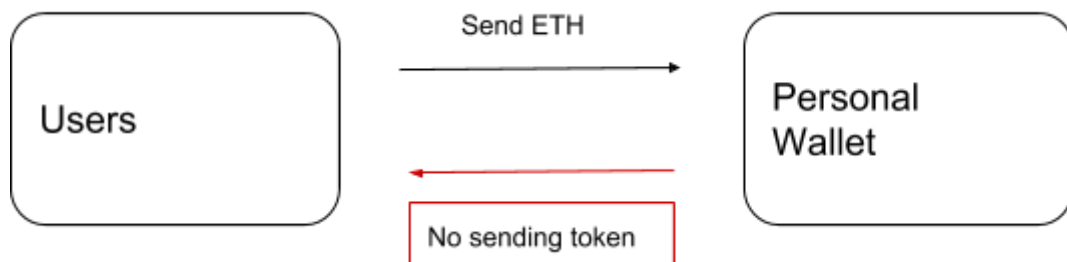 Send ETH
Users
Personal
Wallet
No sending token